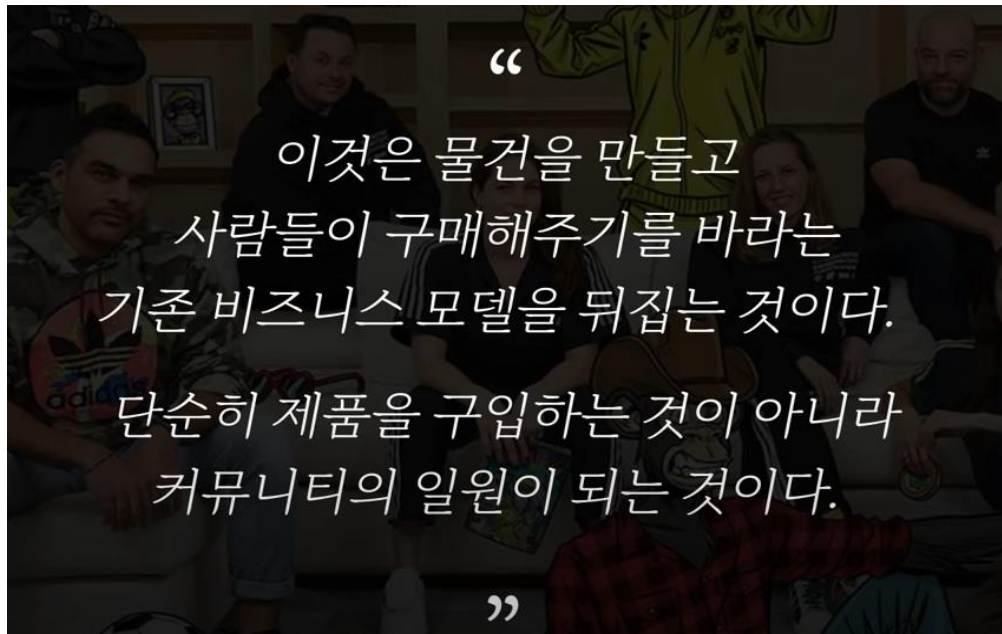 “
이것은 물건을 만들고
사람들이 구매해주기를 바라는
기존 비즈니스 모델을 뒤집는 것이다.
단순히 제품을 구입하는 것이 아니라
커뮤니티의 일원이 되는 것이다.
”
adidas